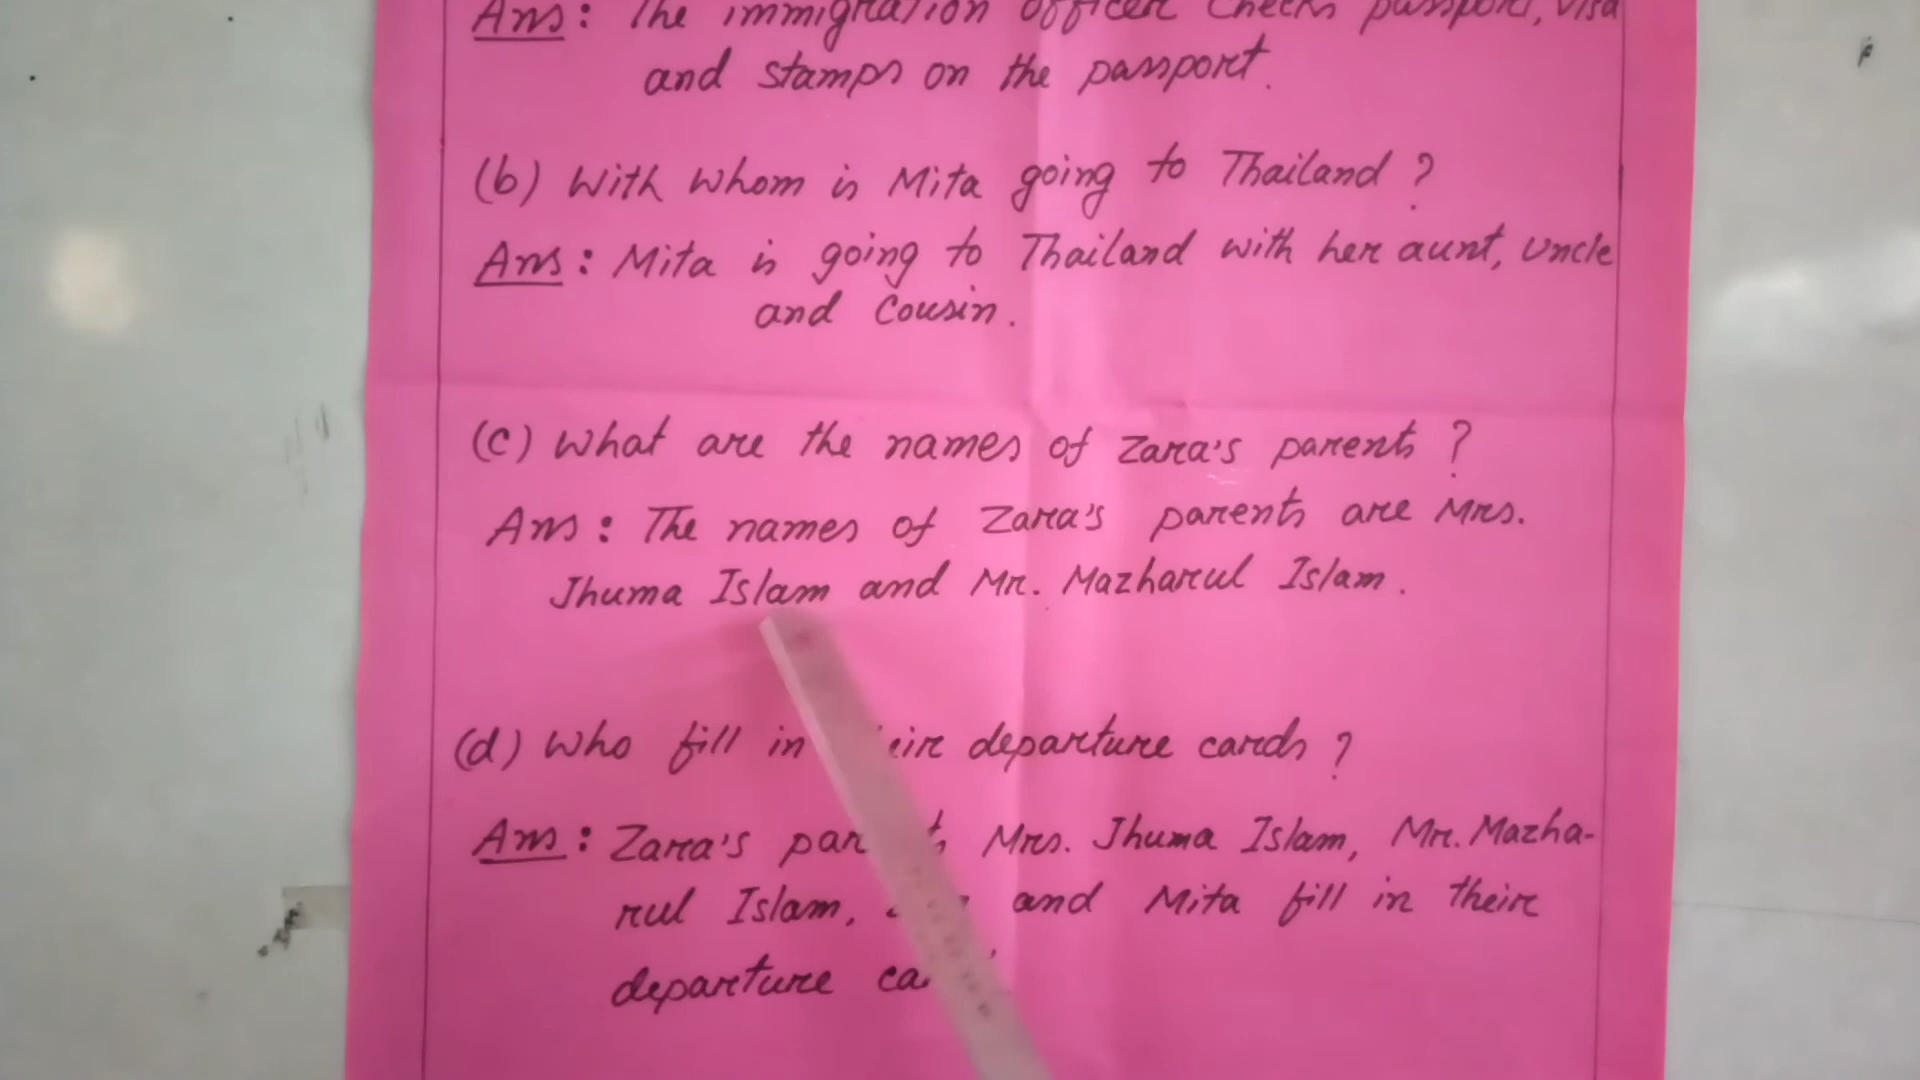 Ans: The immigration officer checks passport, visa
and stamps on the passport.
(b) With whom is Mita going to Thailand?
Ans: Mita is going to Thailand with her aunt, uncle
and cousin.
(c) What are the names of Zara's parents?
Ans: The names of Zara's parents are Mrs.
Jhuma Islam and Mr. Mazharul Islam.
(d) Who fill in departure cards?
Ans: Zara's Mrs. Jhuma Islam, Mr. Mazha-
rul Islam, and Mita fill in their
departure